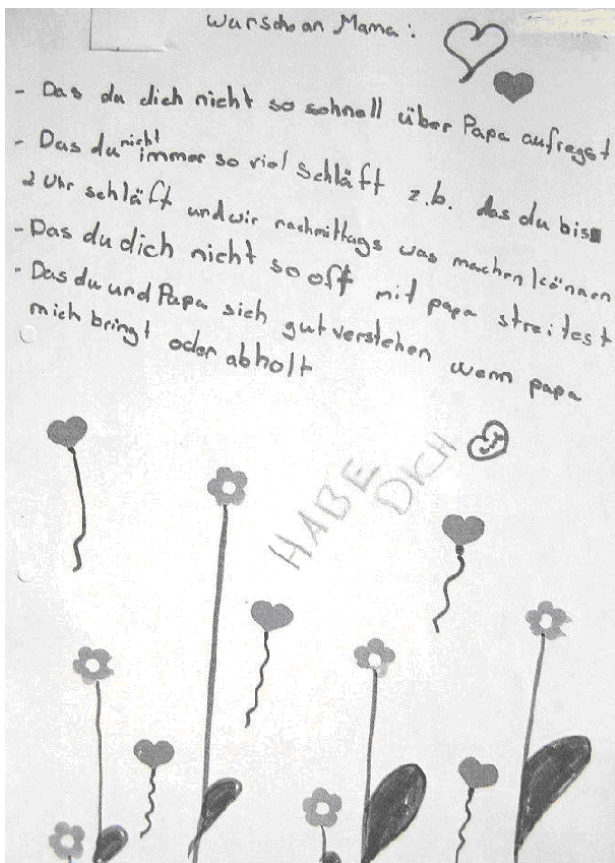 Wunsch an Mama:
- Das du dich nicht so schnell über Papa aufregst
- Das du nicht immer so viel schläft z.b. das du bis
2 Uhr schläft und wir nachmittags was machen können
- Das du dich nicht so oft mit papa streitest
- Das du und Papa sich gut verstehen wenn papa
mich bringt oder abholt
HABE
DICH